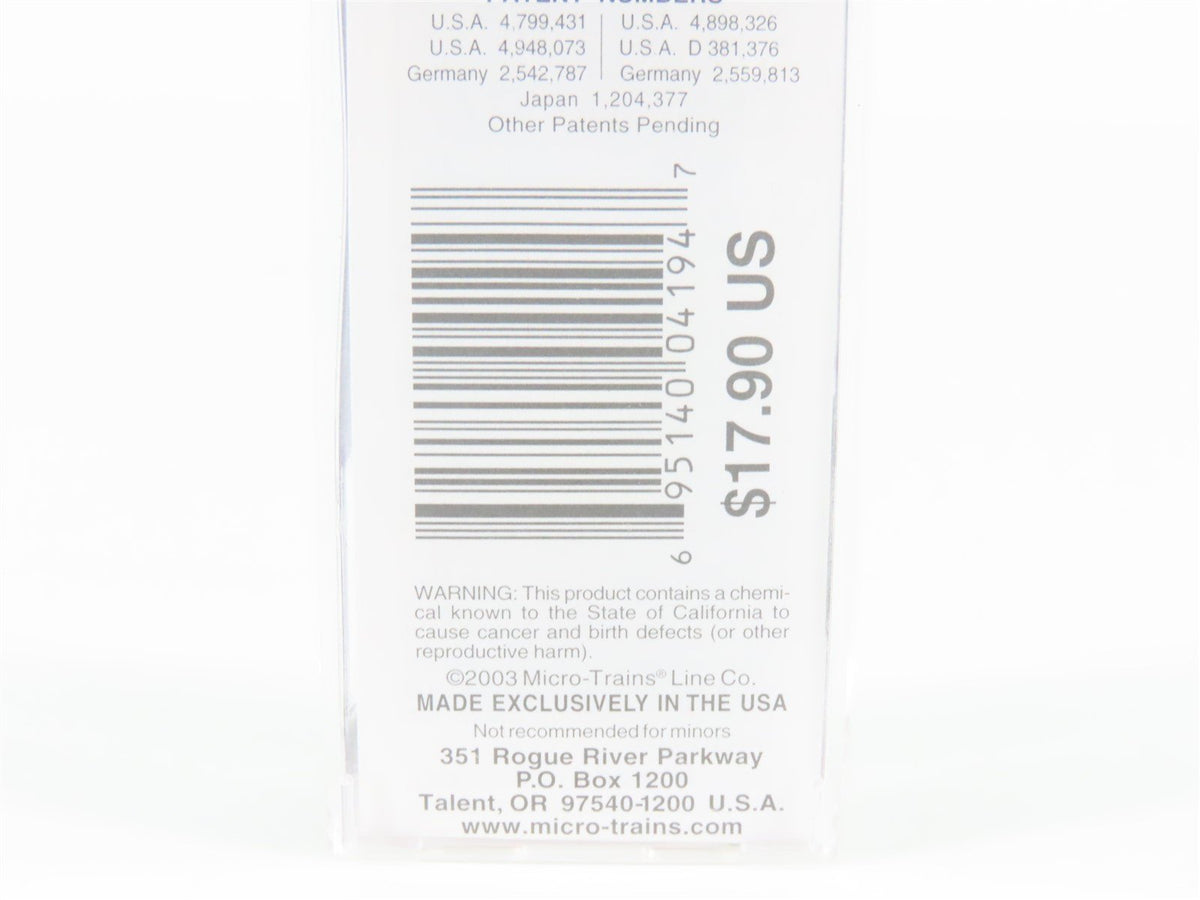 PATENT NUMBERS
U.S.A. 4,799,431 U.S.A. 4,898,326
U.S.A. 4,948,073 U.S.A. D 381,376
Germany 2,542,787 Germany 2,559,813
Japan 1,204,377
Other Patents Pending
6 95140 04194 7
$17.90 US
WARNING: This product contains a chemi-
cal known to the State of California to
cause cancer and birth defects (or other
reproductive harm).
©2003 Micro-Trains® Line Co.
MADE EXCLUSIVELY IN THE USA
Not recommended for minors
351 Rogue River Parkway
P.O. Box 1200
Talent, OR 97540-1200 U.S.A.
www.micro-trains.com